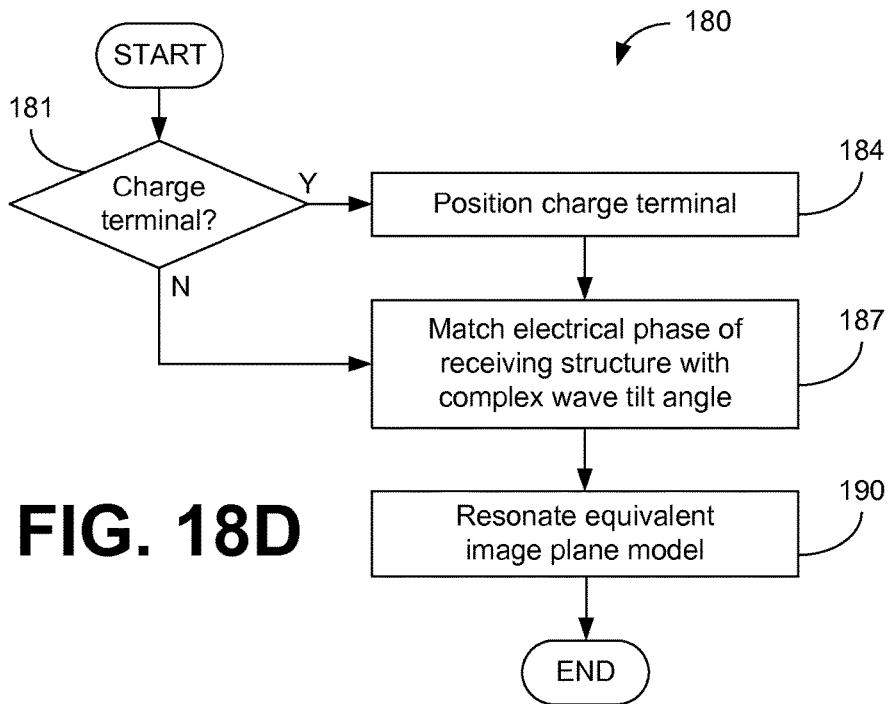 START
180
181
Charge
terminal?
Y
N
184
Position charge terminal
187
Match electrical phase of
receiving structure with
complex wave tilt angle
190
Resonate equivalent
image plane model
FIG. 18D
END